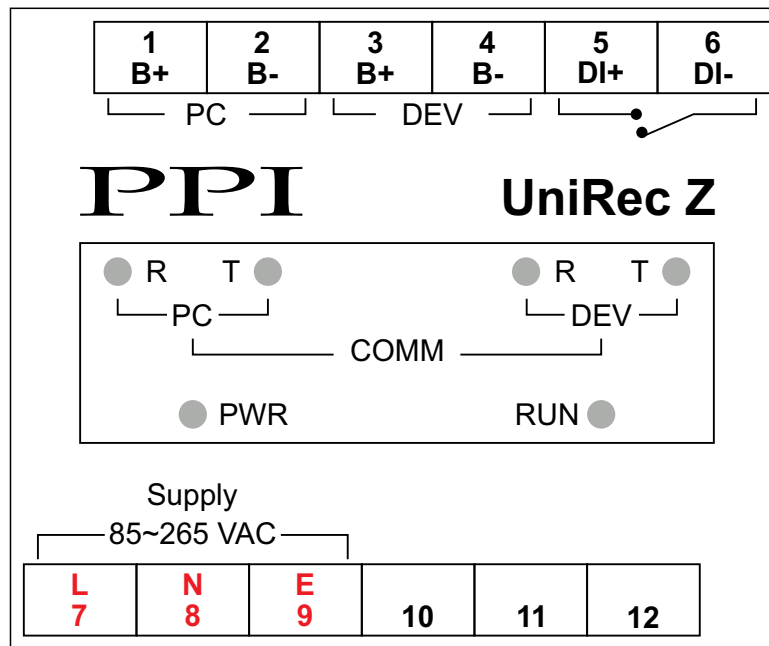 1 2 3 4 5 6
B+ B- B+ B- DI+ DI-
PC DEV
PPI UniRec Z
R T R T
PC DEV
COMM
PWR RUN
Supply
85~265 VAC
L N E
7 8 9 10 11 12